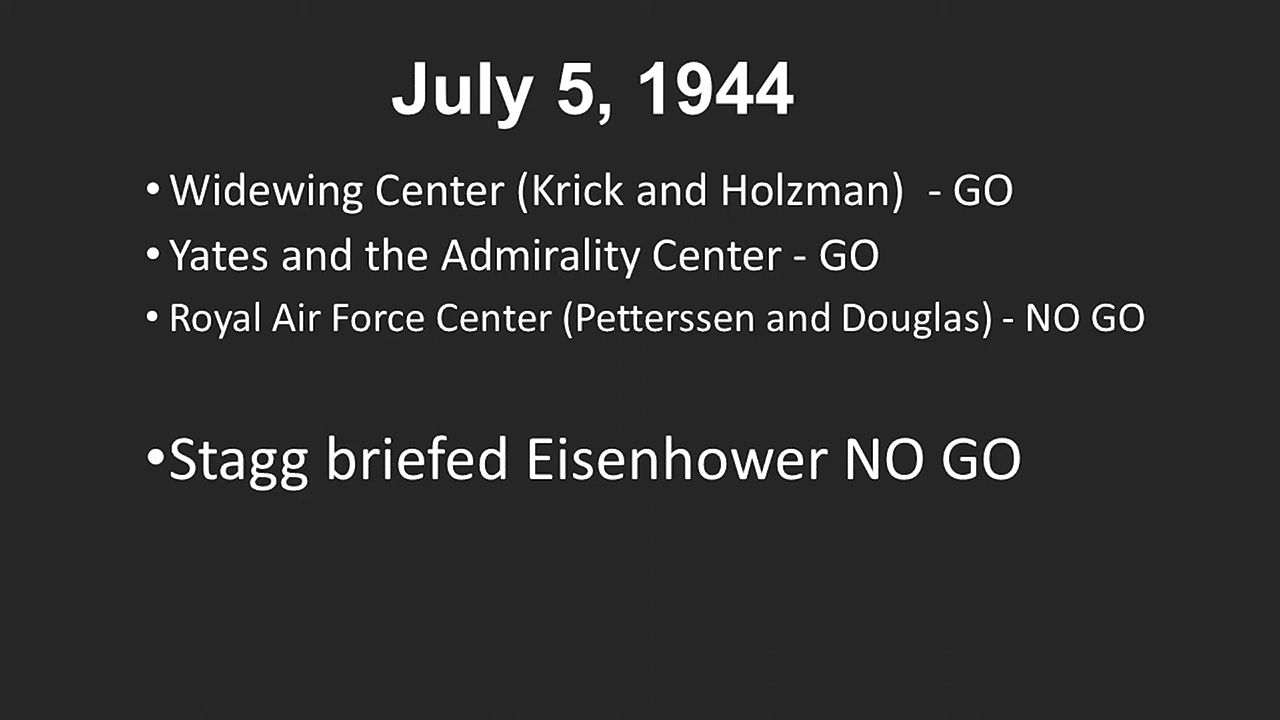 July 5, 1944
• Widewing Center (Krick and Holzman)  - GO
• Yates and the Admirality Center - GO
• Royal Air Force Center (Petterssen and Douglas) - NO GO
•Stagg briefed Eisenhower NO GO